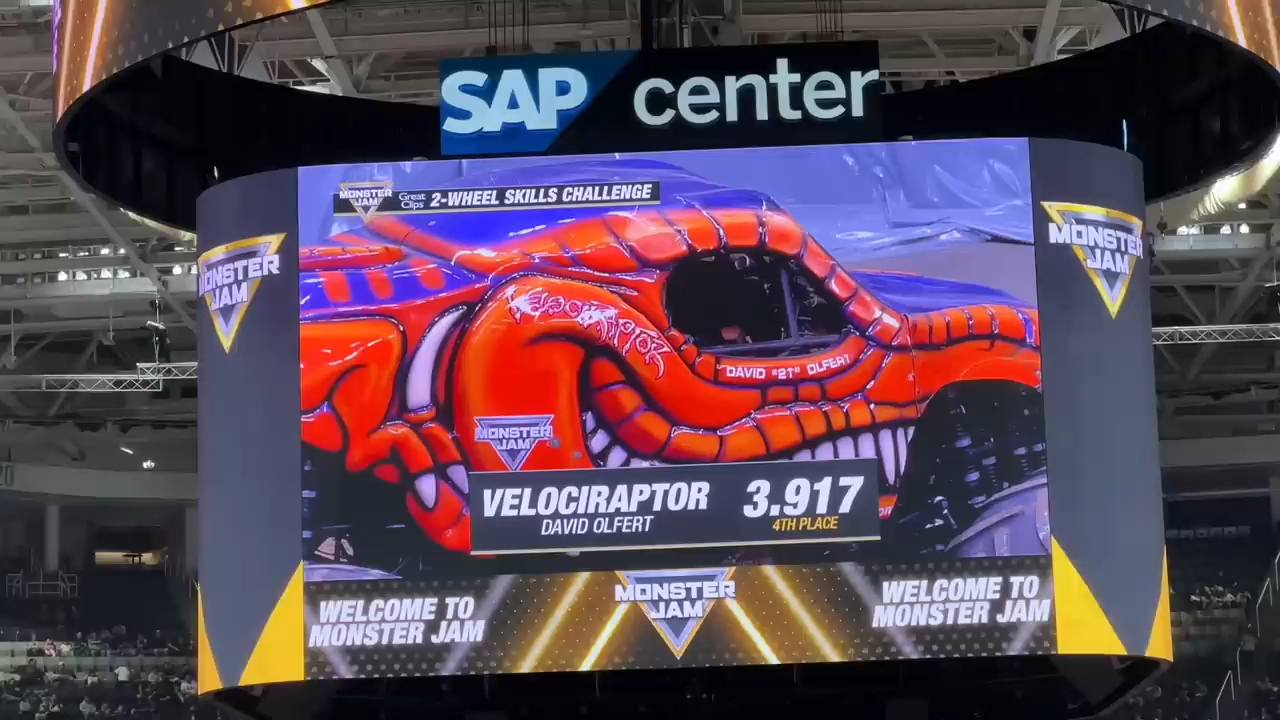 SAP center
MONSTER JAM
Great Clips 2-WHEEL SKILLS CHALLENGE
MONSTER
JAM
MONSTER
JAM
Velociraptor
DAVID "2T" OLFERT
MONSTER
JAM
VELOCIRAPTOR 3.917
DAVID OLFERT 4TH PLACE
WELCOME TO
MONSTER JAM
MONSTER
JAM
WELCOME TO
MONSTER JAM